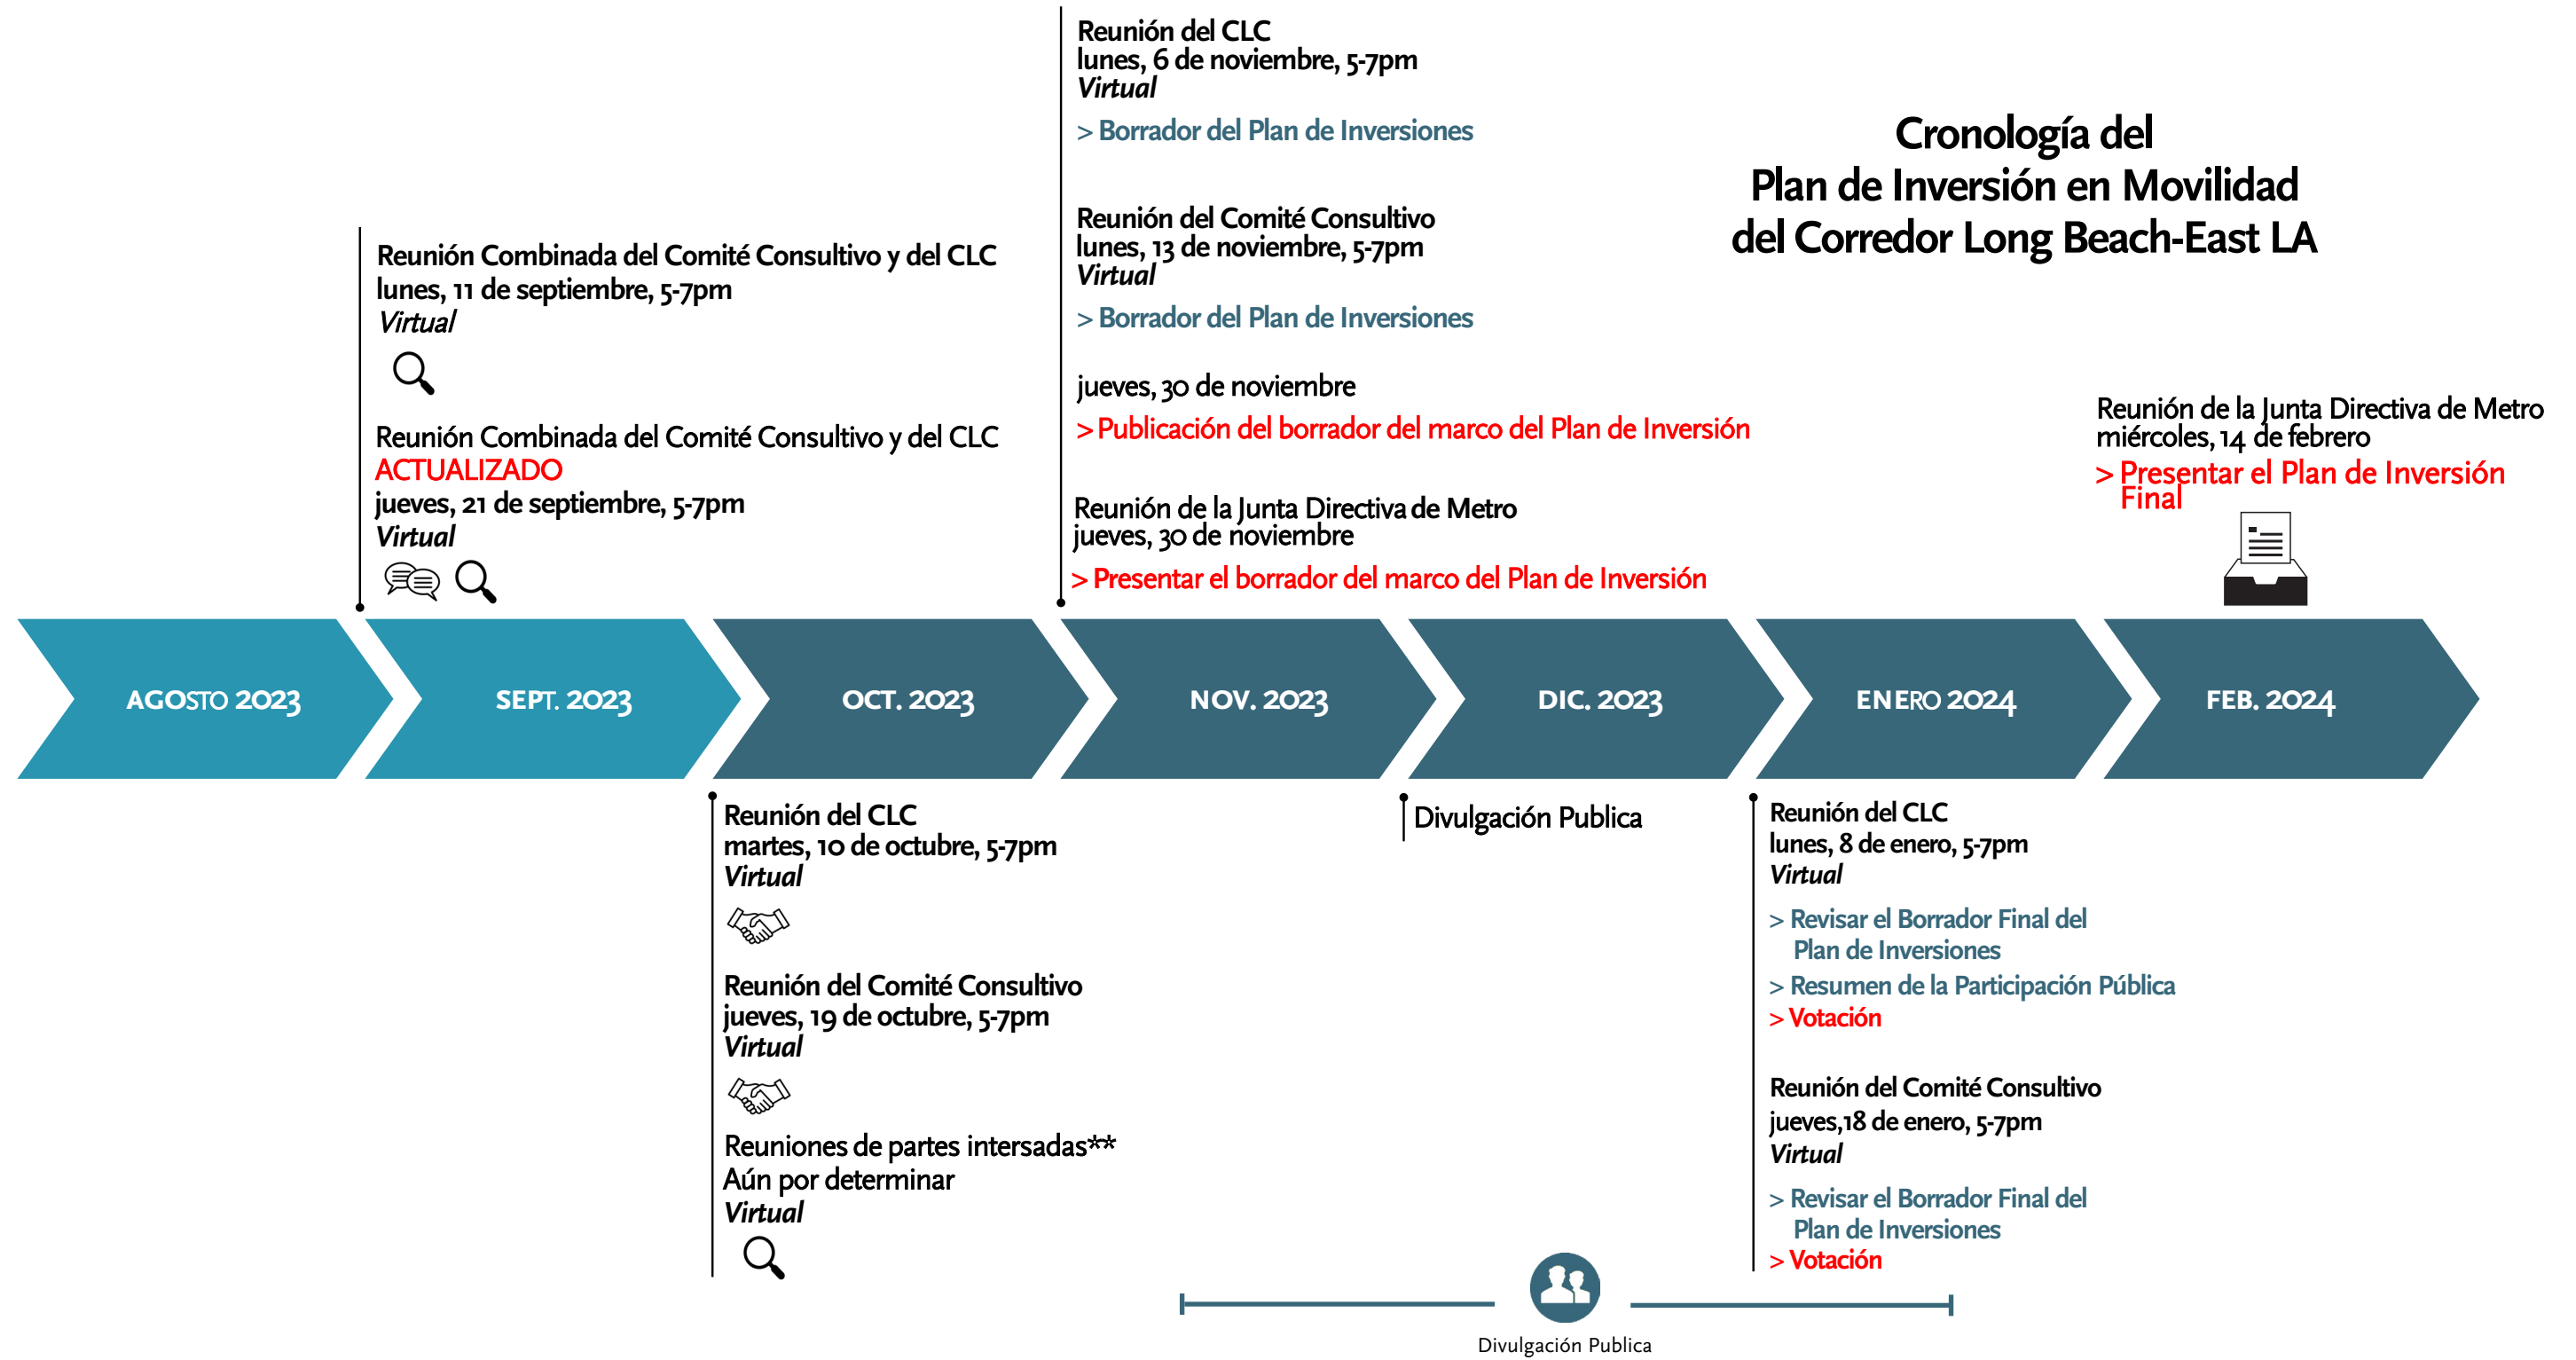 Cronología del
Plan de Inversión en Movilidad
del Corredor Long Beach-East LA
Reunión Combinada del Comité Consultivo y del CLC
lunes, 11 de septiembre, 5-7pm
Virtual
Reunión Combinada del Comité Consultivo y del CLC
ACTUALIZADO
jueves, 21 de septiembre, 5-7pm
Virtual
Reunión del CLC
lunes, 6 de noviembre, 5-7pm
Virtual
> Borrador del Plan de Inversiones
Reunión del Comité Consultivo
lunes, 13 de noviembre, 5-7pm
Virtual
> Borrador del Plan de Inversiones
jueves, 30 de noviembre
> Publicación del borrador del marco del Plan de Inversión
Reunión de la Junta Directiva de Metro
jueves, 30 de noviembre
> Presentar el borrador del marco del Plan de Inversión
Reunión de la Junta Directiva de Metro
miércoles, 14 de febrero
> Presentar el Plan de Inversión
Final
AGOSTO 2023
SEPT. 2023
OCT. 2023
NOV. 2023
DIC. 2023
ENERO 2024
FEB. 2024
Reunión del CLC
martes, 10 de octubre, 5-7pm
Virtual
Reunión del Comité Consultivo
jueves, 19 de octubre, 5-7pm
Virtual
Reuniones de partes intersadas**
Aún por determinar
Virtual
Divulgación Publica
Reunión del CLC
lunes, 8 de enero, 5-7pm
Virtual
> Revisar el Borrador Final del
Plan de Inversiones
> Resumen de la Participación Pública
> Votación
Reunión del Comité Consultivo
jueves,18 de enero, 5-7pm
Virtual
> Revisar el Borrador Final del
Plan de Inversiones
> Votación
Divulgación Publica